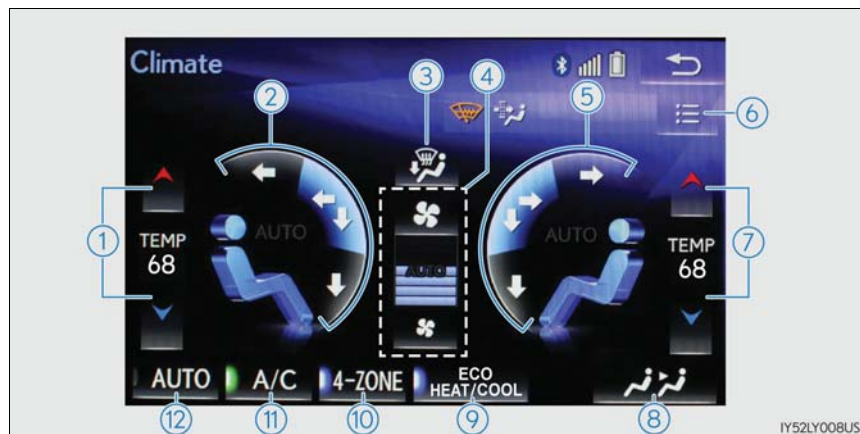 Climate
③
④
②
⑤
⑥
①
TEMP
68
AUTO
AUTO
AUTO
TEMP
68
⑦
AUTO
A/C
4-ZONE
ECO
HEAT/COOL
⑫
⑪
⑩
⑨
⑧
IY52LY008US